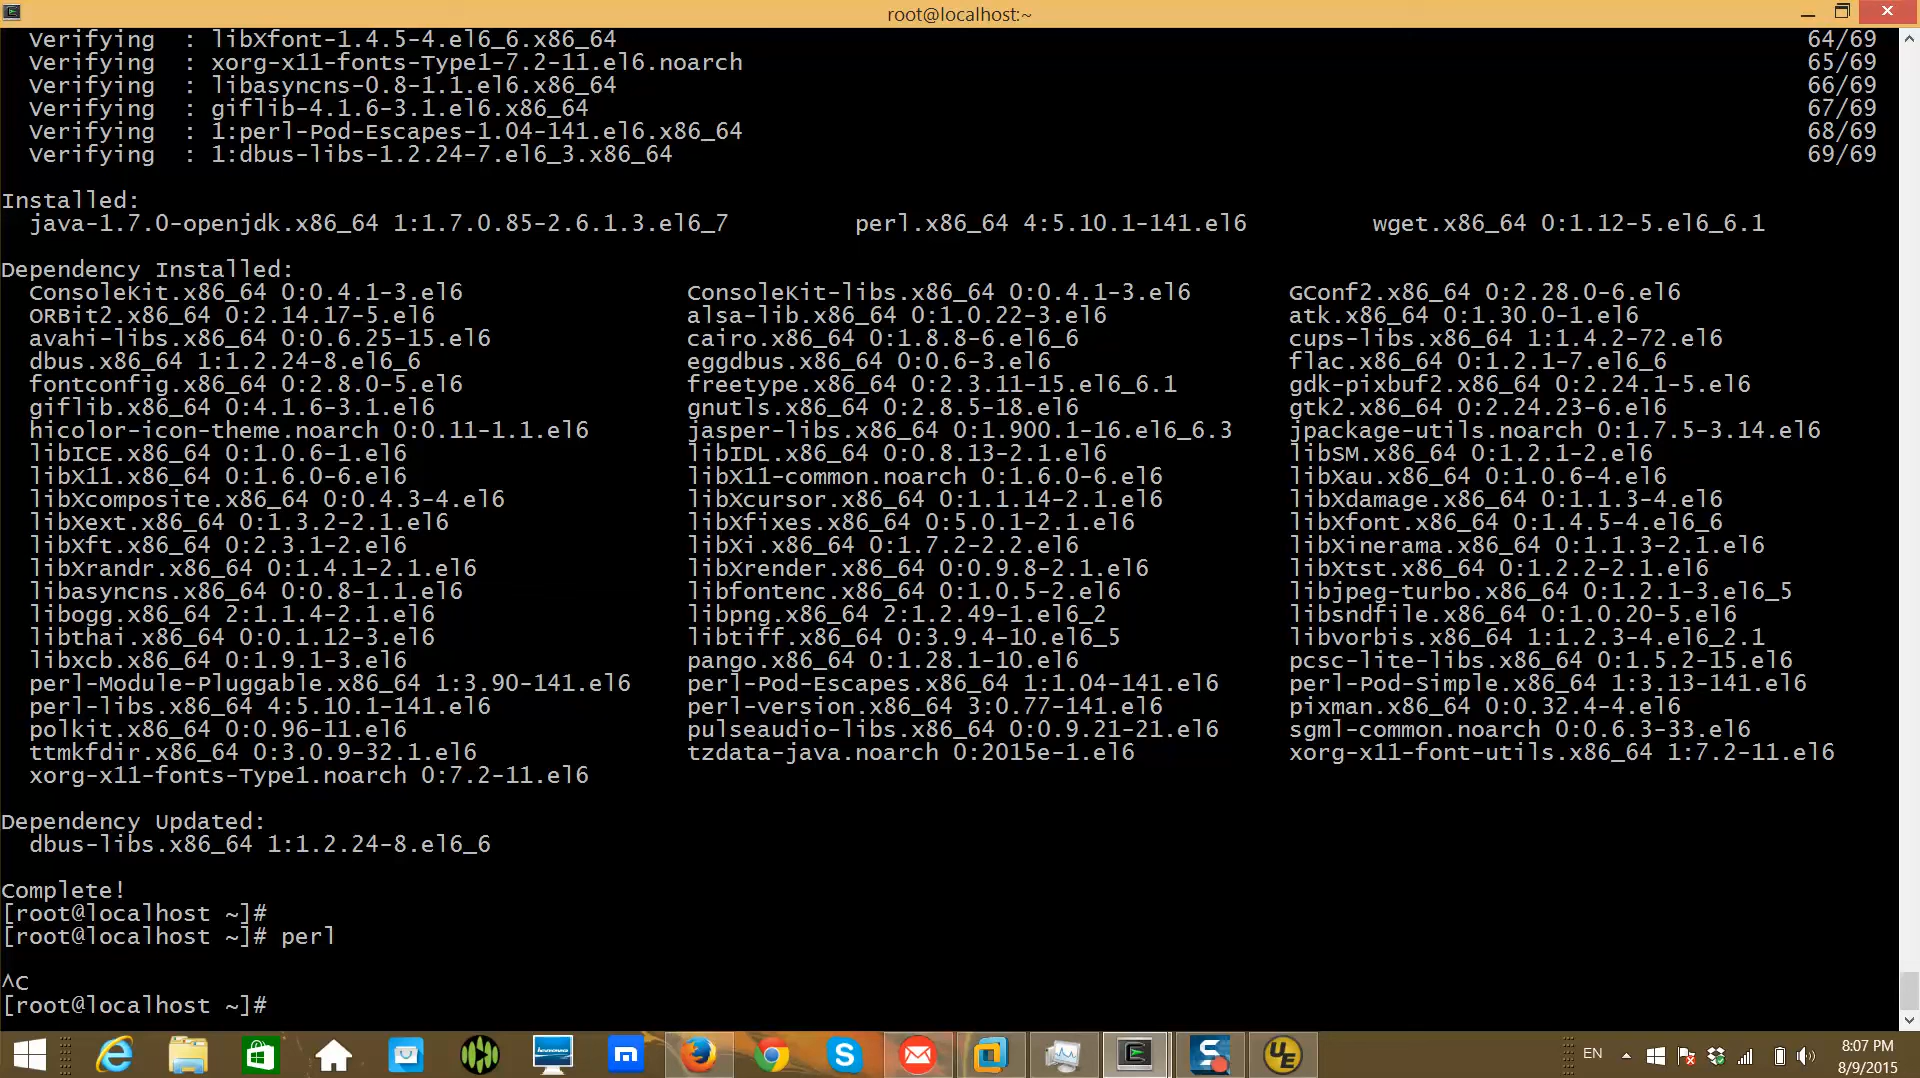 root@localhost:~
Verifying  : libXfont-1.4.5-4.el6_6.x86_64 64/69
Verifying  : xorg-x11-fonts-Type1-7.2-11.el6.noarch 65/69
Verifying  : libasyncns-0.8-1.1.el6.x86_64 66/69
Verifying  : giflib-4.1.6-3.1.el6.x86_64 67/69
Verifying  : 1:perl-Pod-Escapes-1.04-141.el6.x86_64 68/69
Verifying  : 1:dbus-libs-1.2.24-7.el6_3.x86_64 69/69
Installed:
java-1.7.0-openjdk.x86_64 1:1.7.0.85-2.6.1.3.el6_7 perl.x86_64 4:5.10.1-141.el6 wget.x86_64 0:1.12-5.el6_6.1
Dependency Installed:
ConsoleKit.x86_64 0:0.4.1-3.el6 ConsoleKit-libs.x86_64 0:0.4.1-3.el6 GConf2.x86_64 0:2.28.0-6.el6
ORBit2.x86_64 0:2.14.17-5.el6 alsa-lib.x86_64 0:1.0.22-3.el6 atk.x86_64 0:1.30.0-1.el6
avahi-libs.x86_64 0:0.6.25-15.el6 cairo.x86_64 0:1.8.8-6.el6_6 cups-libs.x86_64 1:1.4.2-72.el6
dbus.x86_64 1:1.2.24-8.el6_6 eggdbus.x86_64 0:0.6-3.el6 flac.x86_64 0:1.2.1-7.el6_6
fontconfig.x86_64 0:2.8.0-5.el6 freetype.x86_64 0:2.3.11-15.el6_6.1 gdk-pixbuf2.x86_64 0:2.24.1-5.el6
giflib.x86_64 0:4.1.6-3.1.el6 gnutls.x86_64 0:2.8.5-18.el6 gtk2.x86_64 0:2.24.23-6.el6
hicolor-icon-theme.noarch 0:0.11-1.1.el6 jasper-libs.x86_64 0:1.900.1-16.el6_6.3 jpackage-utils.noarch 0:1.7.5-3.14.el6
libICE.x86_64 0:1.0.6-1.el6 libIDL.x86_64 0:0.8.13-2.1.el6 libSM.x86_64 0:1.2.1-2.el6
libX11.x86_64 0:1.6.0-6.el6 libX11-common.noarch 0:1.6.0-6.el6 libXau.x86_64 0:1.0.6-4.el6
libXcomposite.x86_64 0:0.4.3-4.el6 libXcursor.x86_64 0:1.1.14-2.1.el6 libXdamage.x86_64 0:1.1.3-4.el6
libXext.x86_64 0:1.3.2-2.1.el6 libXfixes.x86_64 0:5.0.1-2.1.el6 libXfont.x86_64 0:1.4.5-4.el6_6
libXft.x86_64 0:2.3.1-2.el6 libXi.x86_64 0:1.7.2-2.2.el6 libXinerama.x86_64 0:1.1.3-2.1.el6
libXrandr.x86_64 0:1.4.1-2.1.el6 libXrender.x86_64 0:0.9.8-2.1.el6 libXtst.x86_64 0:1.2.2-2.1.el6
libasyncns.x86_64 0:0.8-1.1.el6 libfontenc.x86_64 0:1.0.5-2.el6 libjpeg-turbo.x86_64 0:1.2.1-3.el6_5
libogg.x86_64 2:1.1.4-2.1.el6 libpng.x86_64 2:1.2.49-1.el6_2 libsndfile.x86_64 0:1.0.20-5.el6
libthai.x86_64 0:0.1.12-3.el6 libtiff.x86_64 0:3.9.4-10.el6_5 libvorbis.x86_64 1:1.2.3-4.el6_2.1
libxcb.x86_64 0:1.9.1-3.el6 pango.x86_64 0:1.28.1-10.el6 pcsc-lite-libs.x86_64 0:1.5.2-15.el6
perl-Module-Pluggable.x86_64 1:3.90-141.el6 perl-Pod-Escapes.x86_64 1:1.04-141.el6 perl-Pod-Simple.x86_64 1:3.13-141.el6
perl-libs.x86_64 4:5.10.1-141.el6 perl-version.x86_64 3:0.77-141.el6 pixman.x86_64 0:0.32.4-4.el6
polkit.x86_64 0:0.96-11.el6 pulseaudio-libs.x86_64 0:0.9.21-21.el6 sgml-common.noarch 0:0.6.3-33.el6
ttmkfdir.x86_64 0:3.0.9-32.1.el6 tzdata-java.noarch 0:2015e-1.el6 xorg-x11-font-utils.x86_64 1:7.2-11.el6
xorg-x11-fonts-Type1.noarch 0:7.2-11.el6
Dependency Updated:
dbus-libs.x86_64 1:1.2.24-8.el6_6
Complete!
[root@localhost ~]#
[root@localhost ~]# perl
^C
[root@localhost ~]#
EN
8:07 PM
8/9/2015